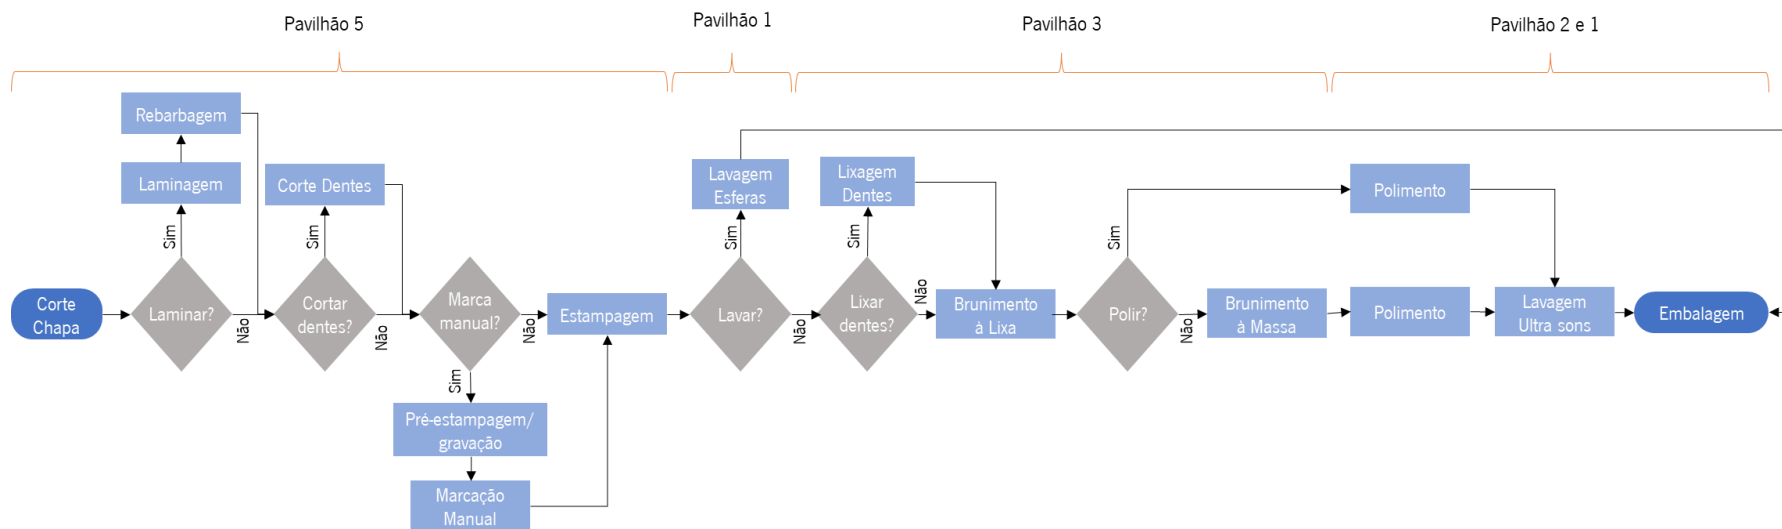 Pavilhão 5
Pavilhão 1
Pavilhão 3
Pavilhão 2 e 1
Rebarbagem
Laminagem
Sim
Laminar?
Não
Corte
Chapa
Corte Dentes
Sim
Cortar
dentes?
Não
Marca
manual?
Não
Sim
Pré-estampagem/
gravação
Marcação
Manual
Estampagem
Lavagem
Esferas
Sim
Lavar?
Não
Lixagem
Dentes
Sim
Lixar
dentes?
Não
Brunimento
à Lixa
Sim
Polir?
Não
Brunimento
à Massa
Polimento
Polimento
Lavagem
Ultra sons
Embalagem